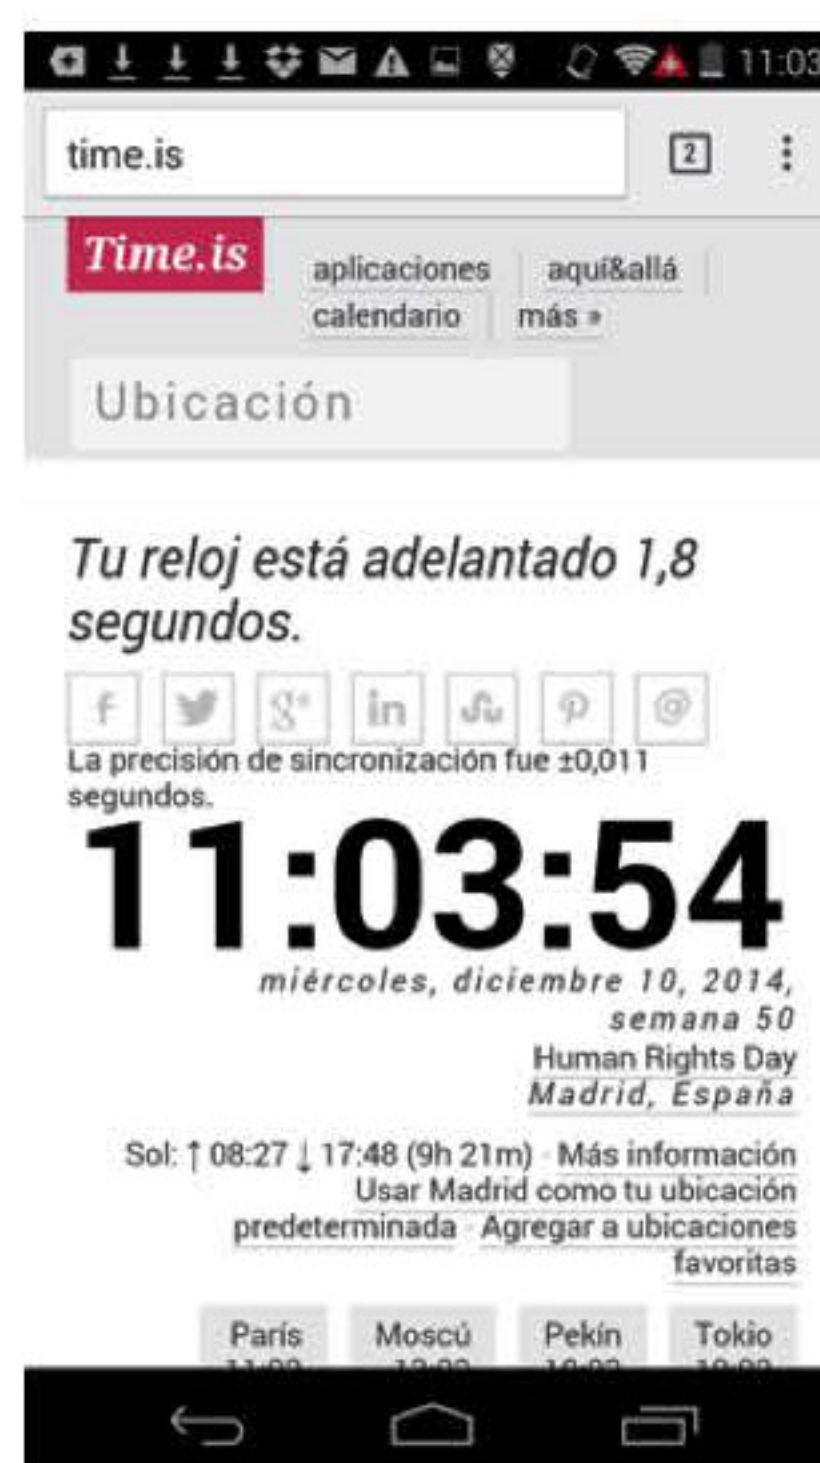 11:03
time.is
2
Time.is
aplicaciones aquí&allá
calendario más »
Ubicación
Tu reloj está adelantado 1,8
segundos.
La precisión de sincronización fue ±0,011
segundos.
11:03:54
miércoles, diciembre 10, 2014,
semana 50
Human Rights Day
Madrid, España
Sol: ↑ 08:27 ↓ 17:48 (9h 21m) · Más información
Usar Madrid como tu ubicación
predeterminada · Agregar a ubicaciones
favoritas
París Moscú Pekín Tokio